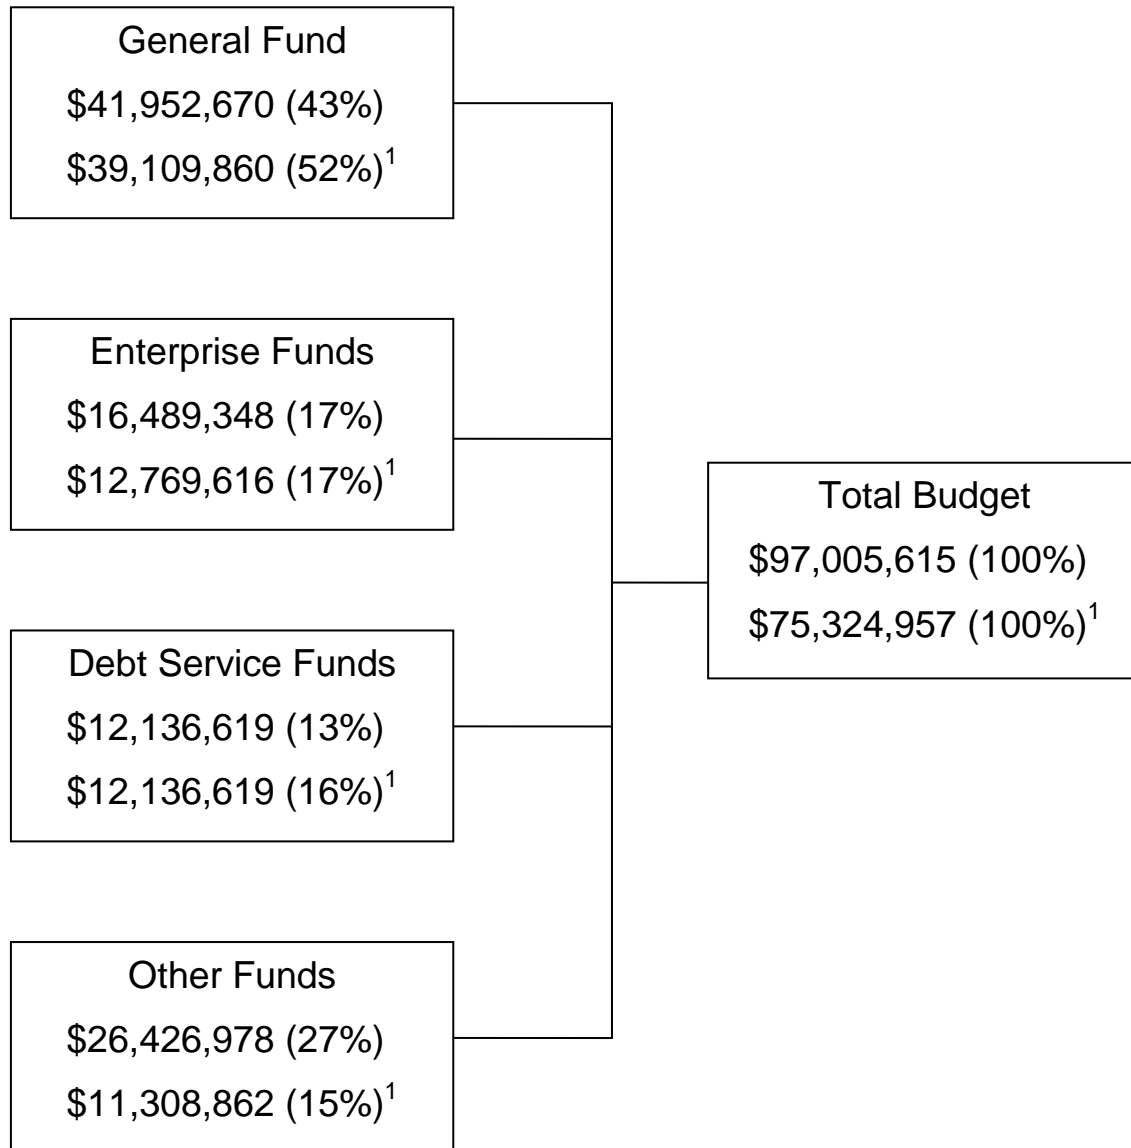 General Fund
$41,952,670 (43%)
$39,109,860 (52%)¹
Enterprise Funds
$16,489,348 (17%)
$12,769,616 (17%)¹
Total Budget
$97,005,615 (100%)
$75,324,957 (100%)¹
Debt Service Funds
$12,136,619 (13%)
$12,136,619 (16%)¹
Other Funds
$26,426,978 (27%)
$11,308,862 (15%)¹